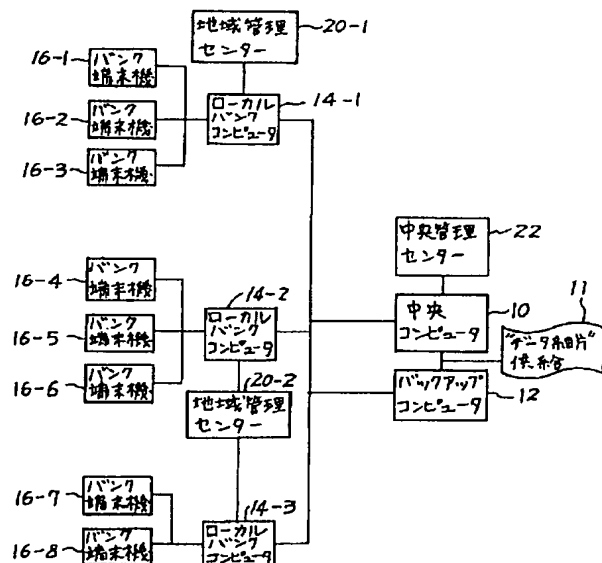 地域管理
センター
20-1
16-1
バンク
端末機
16-2
バンク
端末機
16-3
バンク
端末機
ローカル
バンク
コンピュータ
14-1
中央管理
センター
22
16-4
バンク
端末機
16-5
バンク
端末機
16-6
バンク
端末機
14-2
ローカル
バンク
コンピュータ
中央
コンピュータ
10
11
"データ細片"
供給
バックアップ
コンピュータ
12
20-2
地域管理
センター
16-7
バンク
端末機
16-8
バンク
端末機
14-3
ローカル
バンク
コンピュータ